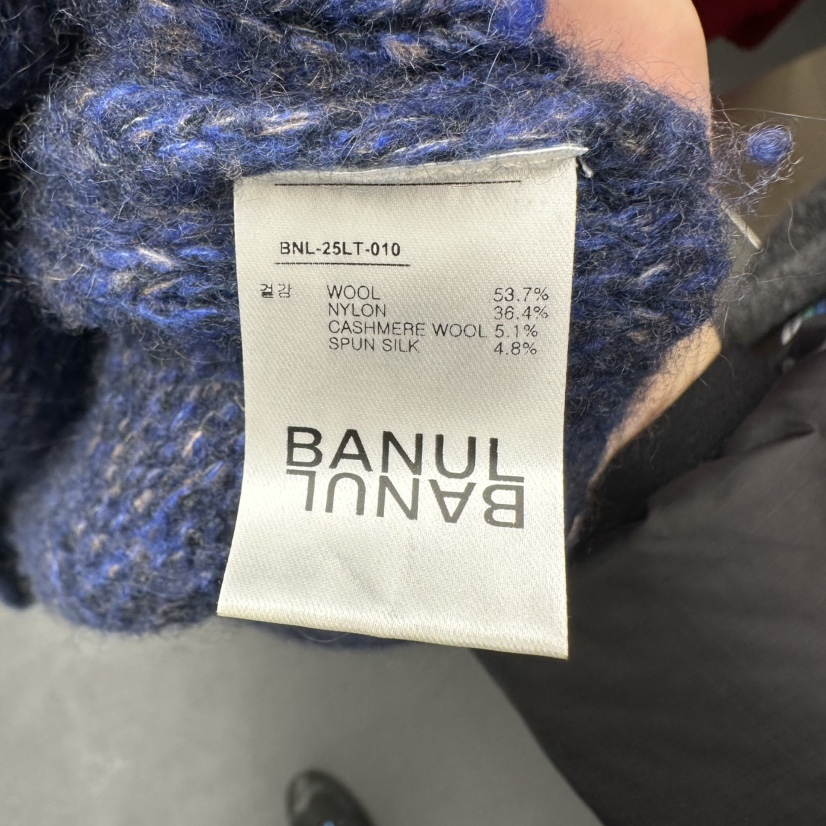 BNL-25LT-010
겉감 WOOL 53.7%
NYLON 36.4%
CASHMERE WOOL 5.1%
SPUN SILK 4.8%
BANUL
BANUL